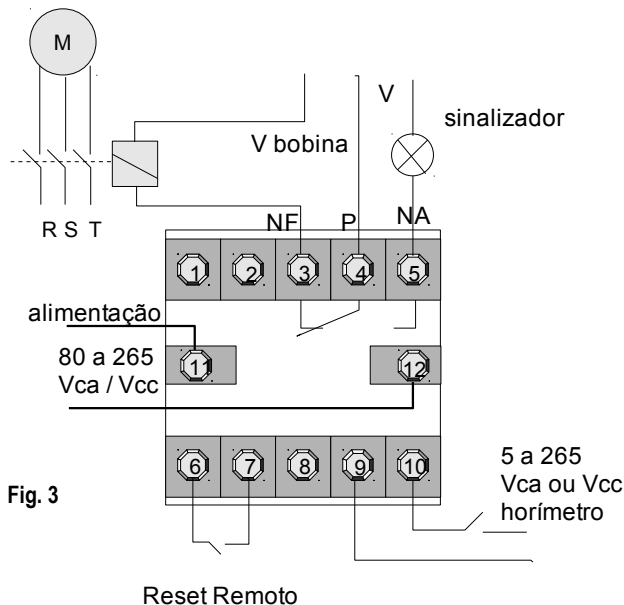 M
V
sinalizador
V bobina
R S T
NF P NA
1 2 3 4 5
alimentação
80 a 265
Vca / Vcc
11 12
6 7 8 9 10
5 a 265
Vca ou Vcc
horímetro
Fig. 3
Reset Remoto